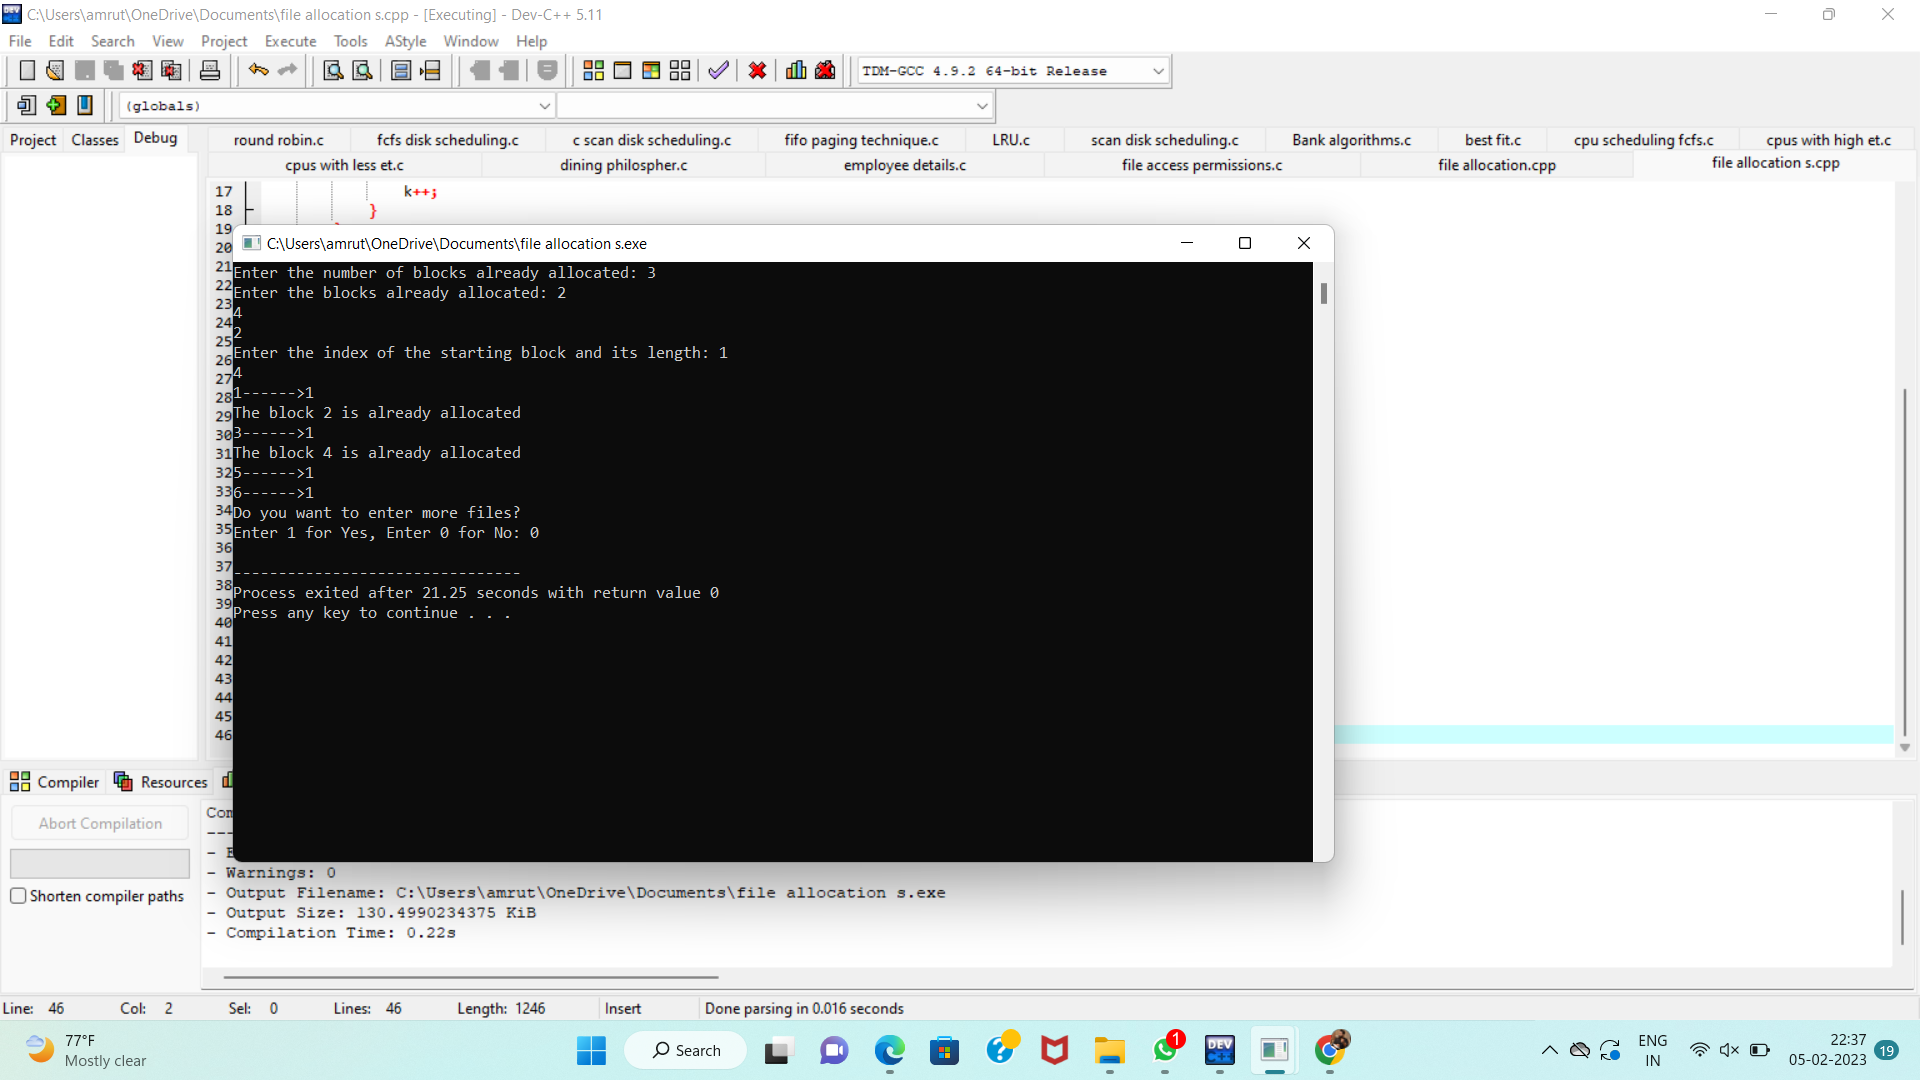 C:\Users\amrut\OneDrive\Documents\file allocation s.cpp - [Executing] - Dev-C++ 5.11
File Edit Search View Project Execute Tools AStyle Window Help
TDM-GCC 4.9.2 64-bit Release
(globals)
Project Classes Debug
round robin.c fcfs disk scheduling.c c scan disk scheduling.c fifo paging technique.c LRU.c scan disk scheduling.c Bank algorithms.c best fit.c cpu scheduling fcfs.c cpus with high et.c
cpus with less et.c dining philospher.c employee details.c file access permissions.c file allocation.cpp file allocation s.cpp
17 k++;
18 }
19
20
21
22
23
24
25
26
27
28
29
30
31
32
33
34
35
36
37
38
39
40
41
42
43
44
45
46
C:\Users\amrut\OneDrive\Documents\file allocation s.exe
Enter the number of blocks already allocated: 3
Enter the blocks already allocated: 2
4
2
Enter the index of the starting block and its length: 1
4
1------>1
The block 2 is already allocated
3------>1
The block 4 is already allocated
5------>1
6------>1
Do you want to enter more files?
Enter 1 for Yes, Enter 0 for No: 0
--------------------------------
Process exited after 21.25 seconds with return value 0
Press any key to continue . . .
Compiler Resources
Abort Compilation
Shorten compiler paths
- Warnings: 0
- Output Filename: C:\Users\amrut\OneDrive\Documents\file allocation s.exe
- Output Size: 130.4990234375 KiB
- Compilation Time: 0.22s
Line: 46 Col: 2 Sel: 0 Lines: 46 Length: 1246 Insert Done parsing in 0.016 seconds
77°F
Mostly clear
Search
DEV
C++
1
ENG
IN
22:37
05-02-2023
19